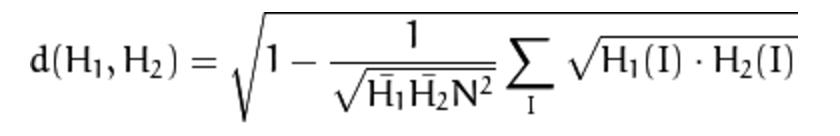 d(H₁, H₂) = √(1 − 1/√(H̄₁H̄₂N²) ∑_I √(H₁(I) · H₂(I)))